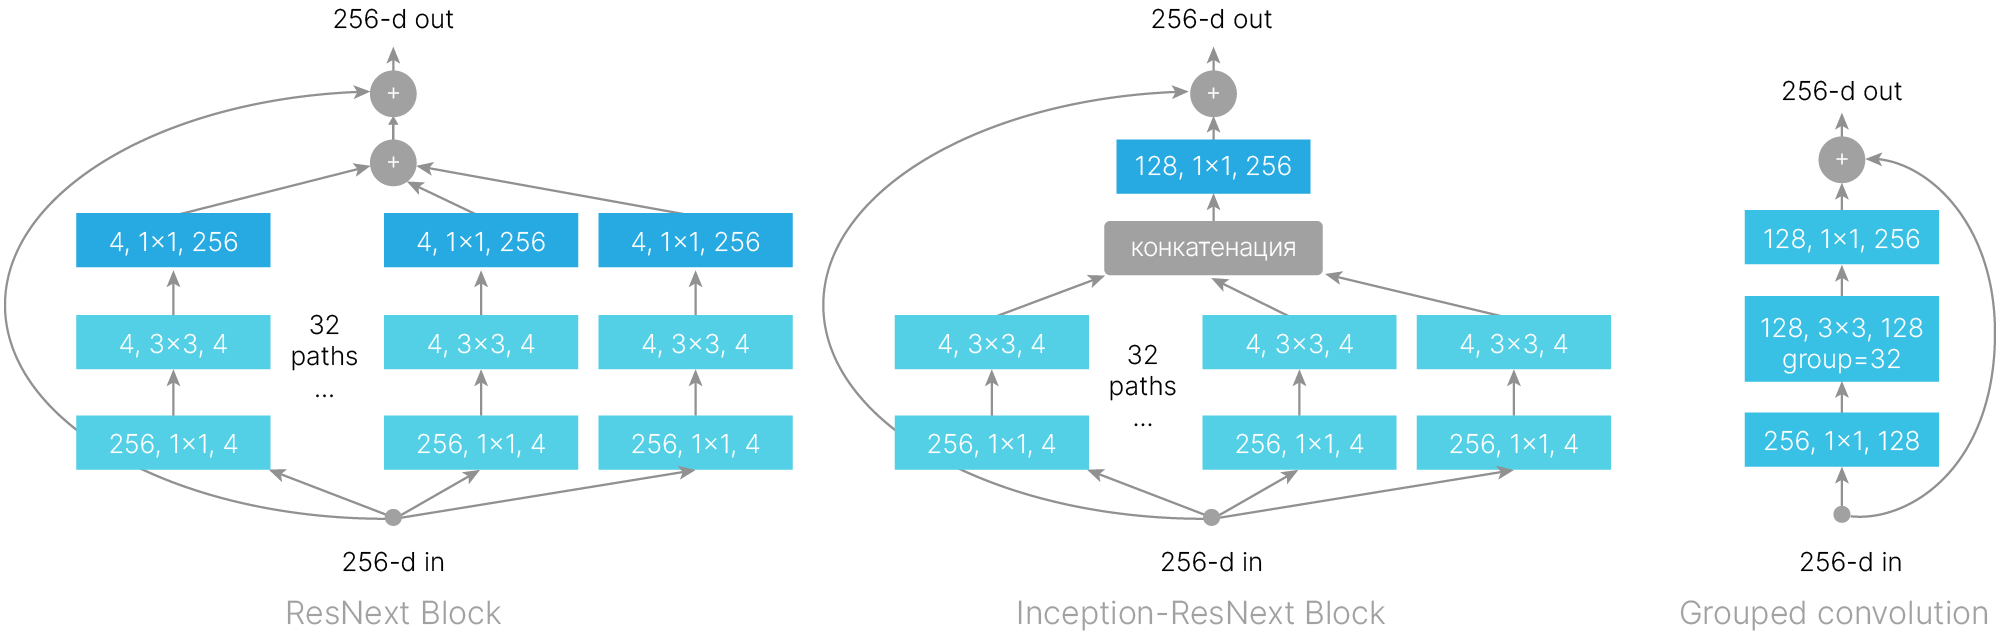 256-d out
+
+
4, 1×1, 256
4, 1×1, 256
4, 1×1, 256
4, 3×3, 4
32
paths
...
4, 3×3, 4
4, 3×3, 4
256, 1×1, 4
256, 1×1, 4
256, 1×1, 4
256-d in
ResNext Block
256-d out
+
128, 1×1, 256
конкатенация
4, 3×3, 4
32
paths
...
4, 3×3, 4
4, 3×3, 4
256, 1×1, 4
256, 1×1, 4
256, 1×1, 4
256-d in
Inception-ResNext Block
256-d out
+
128, 1×1, 256
128, 3×3, 128
group=32
256, 1×1, 128
256-d in
Grouped convolution